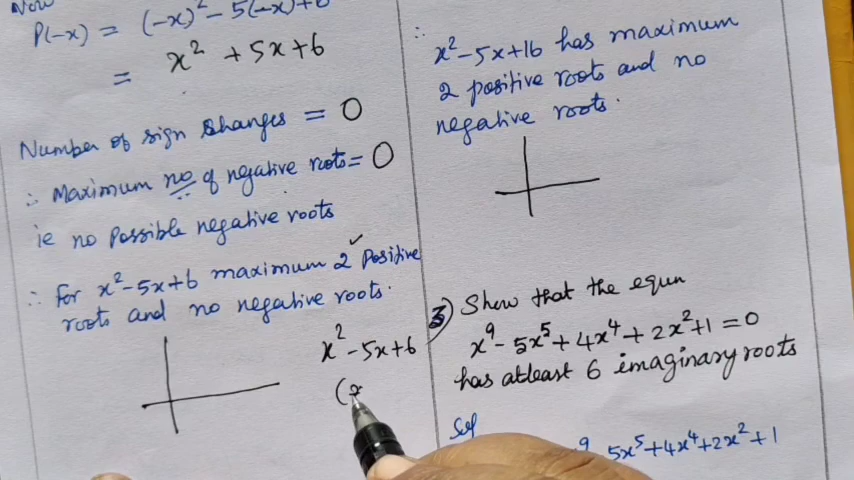 Now
P(-x) = (-x)² - 5(-x)+6
= x² + 5x + 6
Number of sign changes = 0
∴ Maximum no of negative roots = 0
ie no possible negative roots
∴ For x² - 5x + 6 maximum 2 positive
roots and no negative roots.
x² - 5x + 6
(x
∴
x² - 5x + 16 has maximum
2 positive roots and no
negative roots.
3) Show that the equn
x⁹ - 5x⁵ + 4x⁴ + 2x² + 1 = 0
has atleast 6 imaginary roots
Sol
9 5x⁵ + 4x⁴ + 2x² + 1